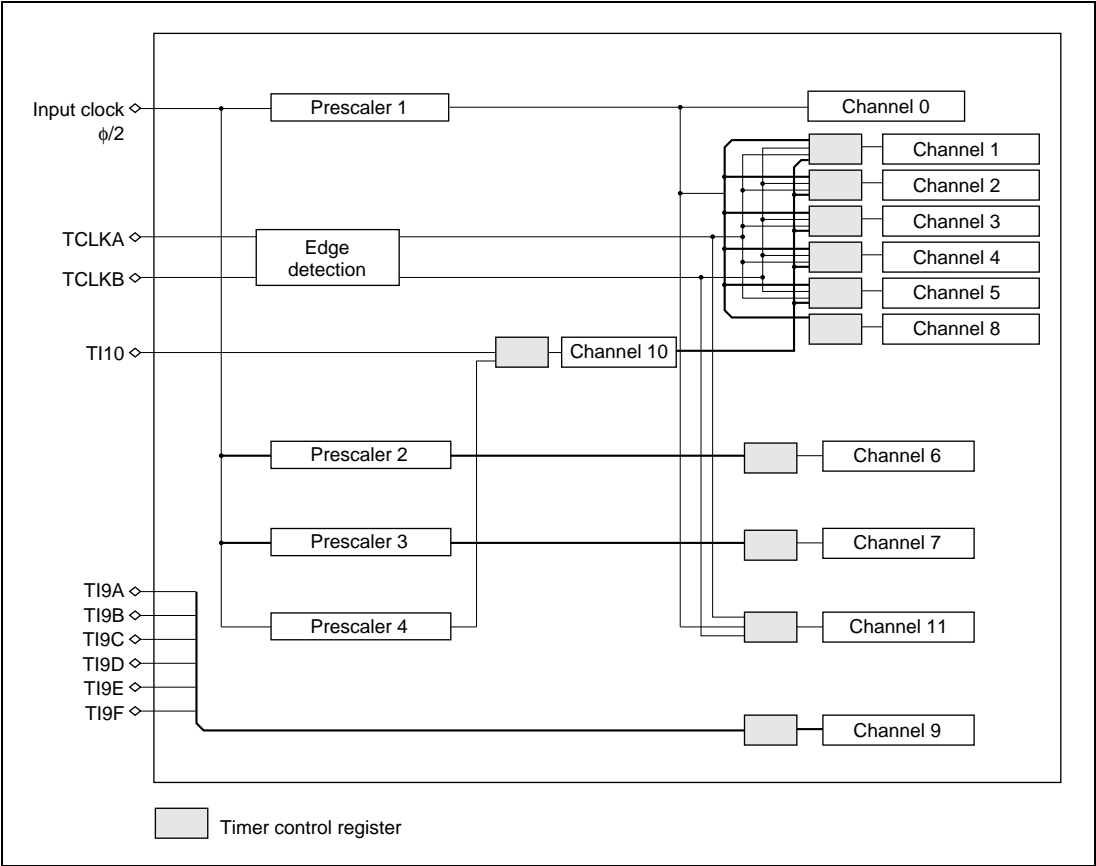 Input clock
ϕ/2
Prescaler 1
Channel 0
Channel 1
Channel 2
Channel 3
Channel 4
Channel 5
Channel 8
TCLKA
TCLKB
Edge
detection
TI10
Channel 10
Prescaler 2
Channel 6
Prescaler 3
Channel 7
TI9A
TI9B
TI9C
TI9D
TI9E
TI9F
Prescaler 4
Channel 11
Channel 9
Timer control register